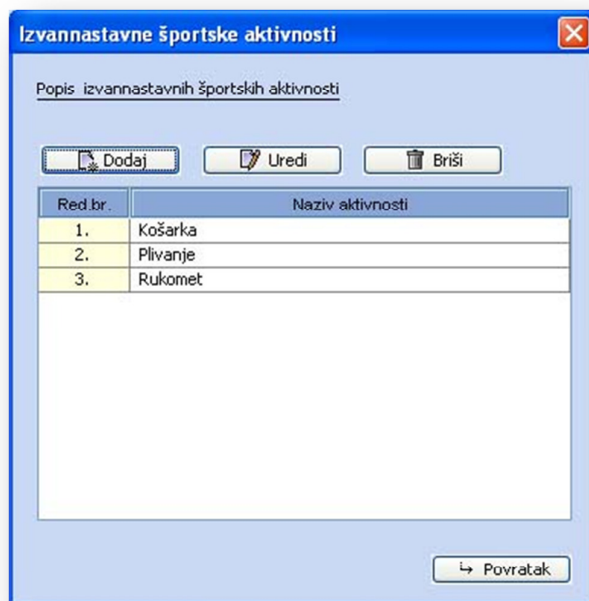 Izvannastavne športske aktivnosti
Popis izvannastavnih športskih aktivnosti
Dodaj Uredi Briši
Red.br. Naziv aktivnosti
1. Košarka
2. Plivanje
3. Rukomet
Povratak